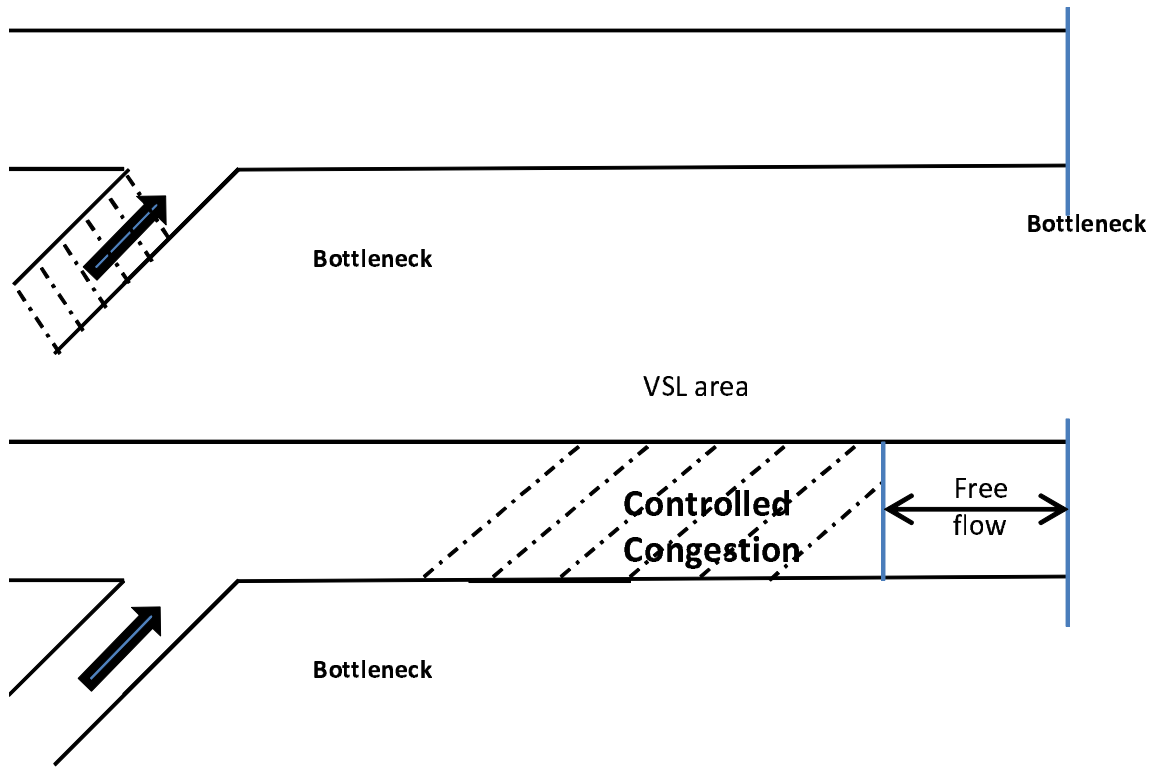 Bottleneck
Bottleneck
VSL area
Controlled
Congestion
Free
flow
Bottleneck